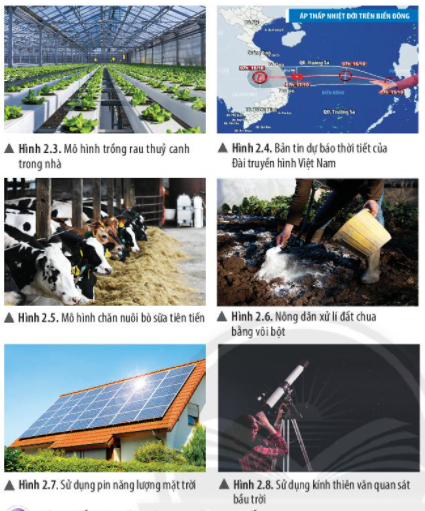 ÁP THẤP NHIỆT ĐỚI TRÊN BIỂN ĐÔNG
QĐ. Hoàng Sa
BIỂN ĐÔNG
QĐ. Trường Sa
▲ Hình 2.3. Mô hình trồng rau thuỷ canh
trong nhà
▲ Hình 2.4. Bản tin dự báo thời tiết của
Đài truyền hình Việt Nam
▲ Hình 2.5. Mô hình chăn nuôi bò sữa tiên tiến
▲ Hình 2.6. Nông dân xử lí đất chua
bằng vôi bột
▲ Hình 2.7. Sử dụng pin năng lượng mặt trời
▲ Hình 2.8. Sử dụng kính thiên văn quan sát
bầu trời